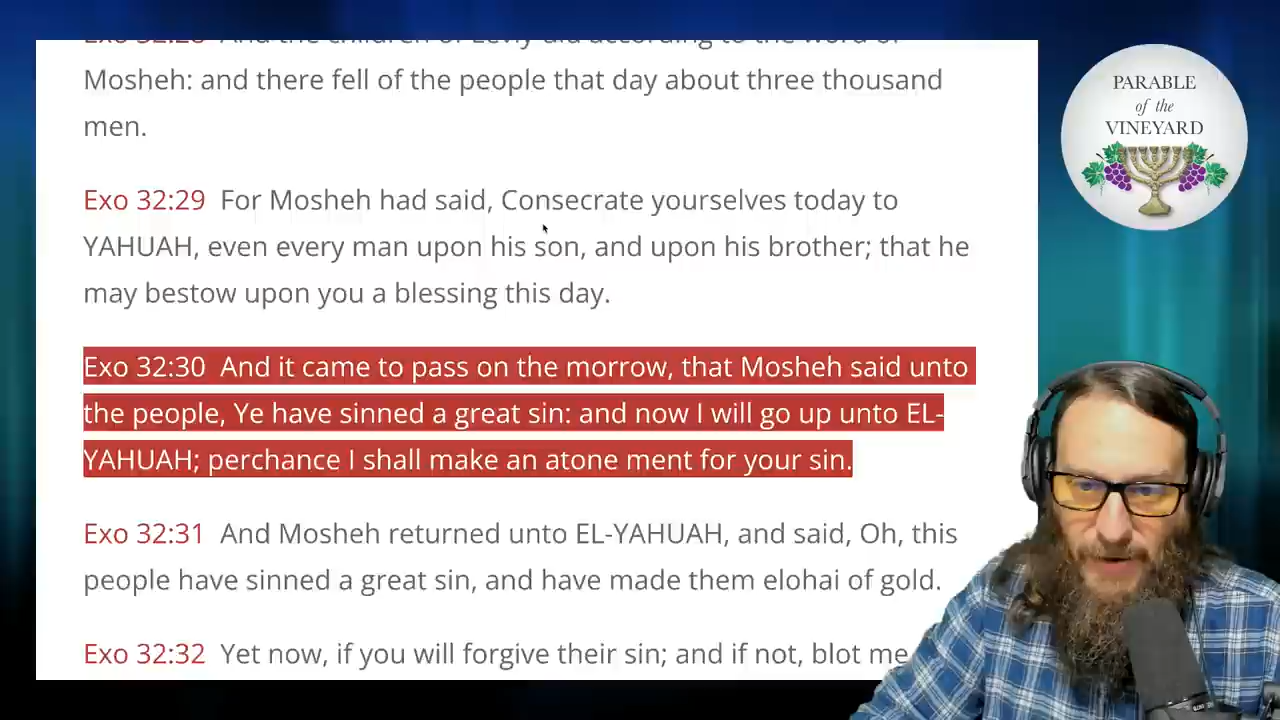 Mosheh: and there fell of the people that day about three thousand
men.
Exo 32:29 For Mosheh had said, Consecrate yourselves today to
YAHUAH, even every man upon his son, and upon his brother; that he
may bestow upon you a blessing this day.
Exo 32:30 And it came to pass on the morrow, that Mosheh said unto
the people, Ye have sinned a great sin: and now I will go up unto EL-
YAHUAH; perchance I shall make an atone ment for your sin.
Exo 32:31 And Mosheh returned unto EL-YAHUAH, and said, Oh, this
people have sinned a great sin, and have made them elohai of gold.
Exo 32:32 Yet now, if you will forgive their sin; and if not, blot me
PARABLE
of the
VINEYARD